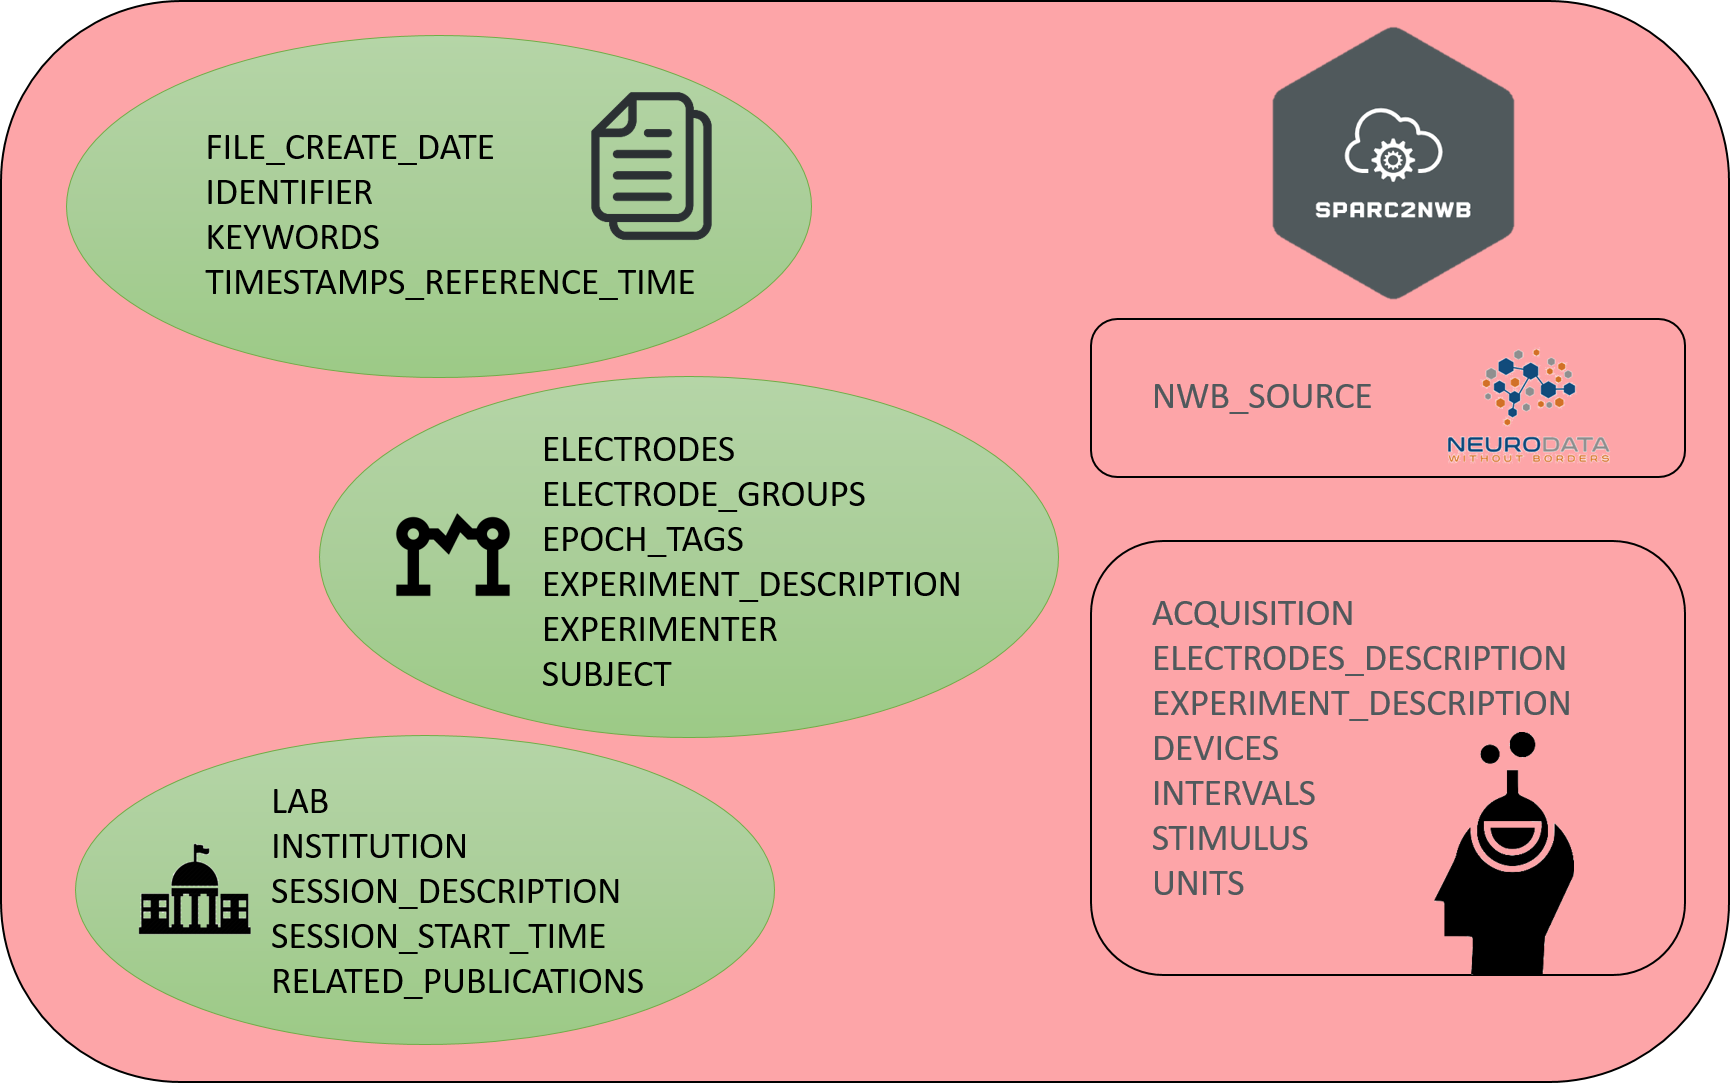 FILE_CREATE_DATE
IDENTIFIER
KEYWORDS
TIMESTAMPS_REFERENCE_TIME
SPARC2NWB
NWB_SOURCE
NEURODATA
WITHOUT BORDERS
ELECTRODES
ELECTRODE_GROUPS
EPOCH_TAGS
EXPERIMENT_DESCRIPTION
EXPERIMENTER
SUBJECT
ACQUISITION
ELECTRODES_DESCRIPTION
EXPERIMENT_DESCRIPTION
DEVICES
INTERVALS
STIMULUS
UNITS
LAB
INSTITUTION
SESSION_DESCRIPTION
SESSION_START_TIME
RELATED_PUBLICATIONS